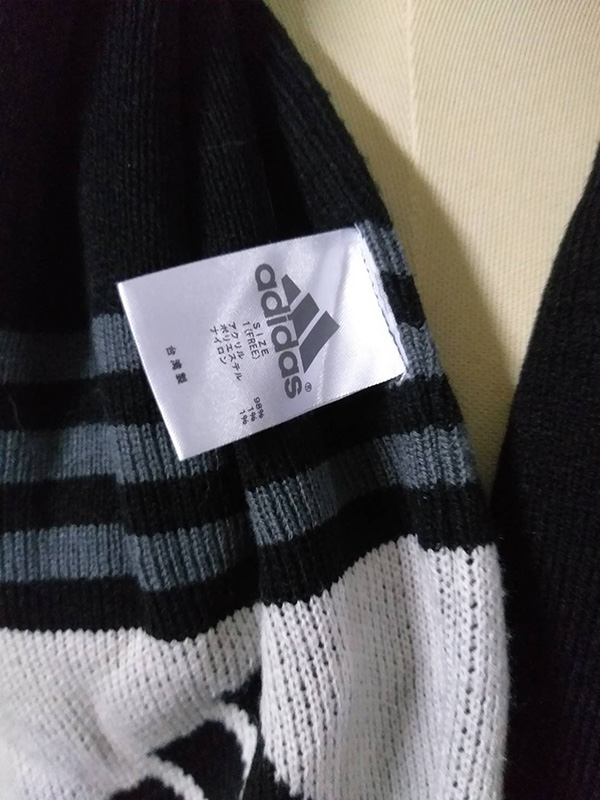 adidas®
SIZE
1(FREE)
アクリル 98%
ポリエステル 1%
ナイロン 1%
台湾製